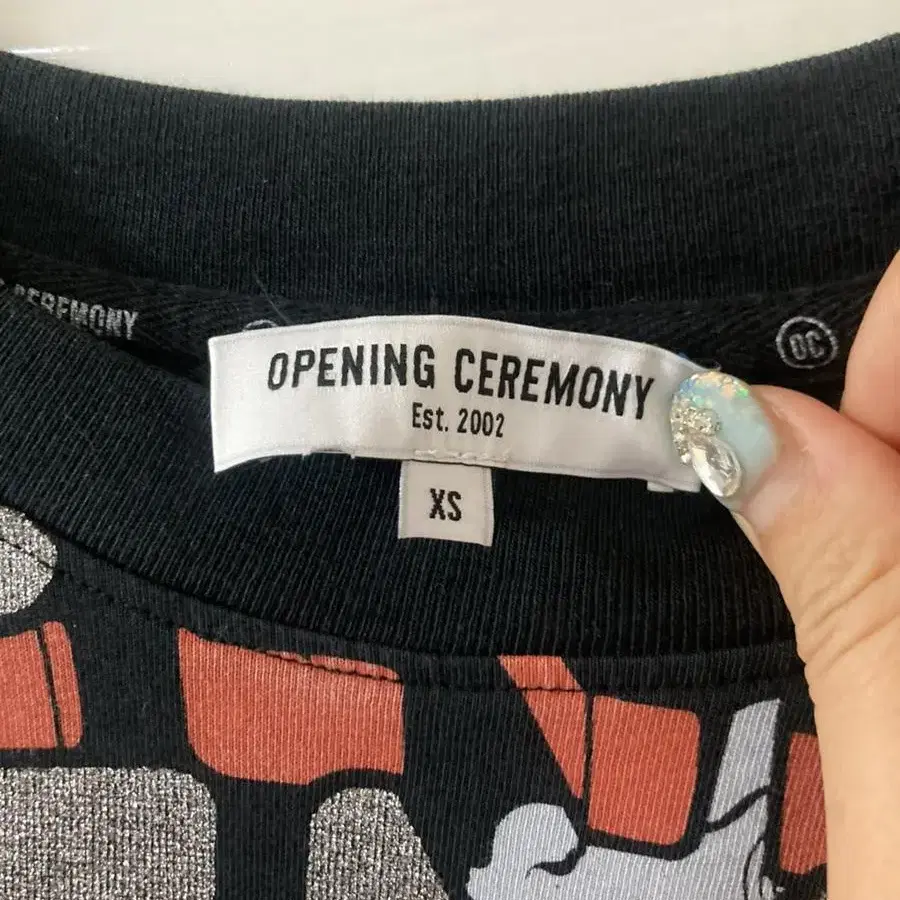 CEREMONY
OC
OPENING CEREMONY
Est. 2002
XS